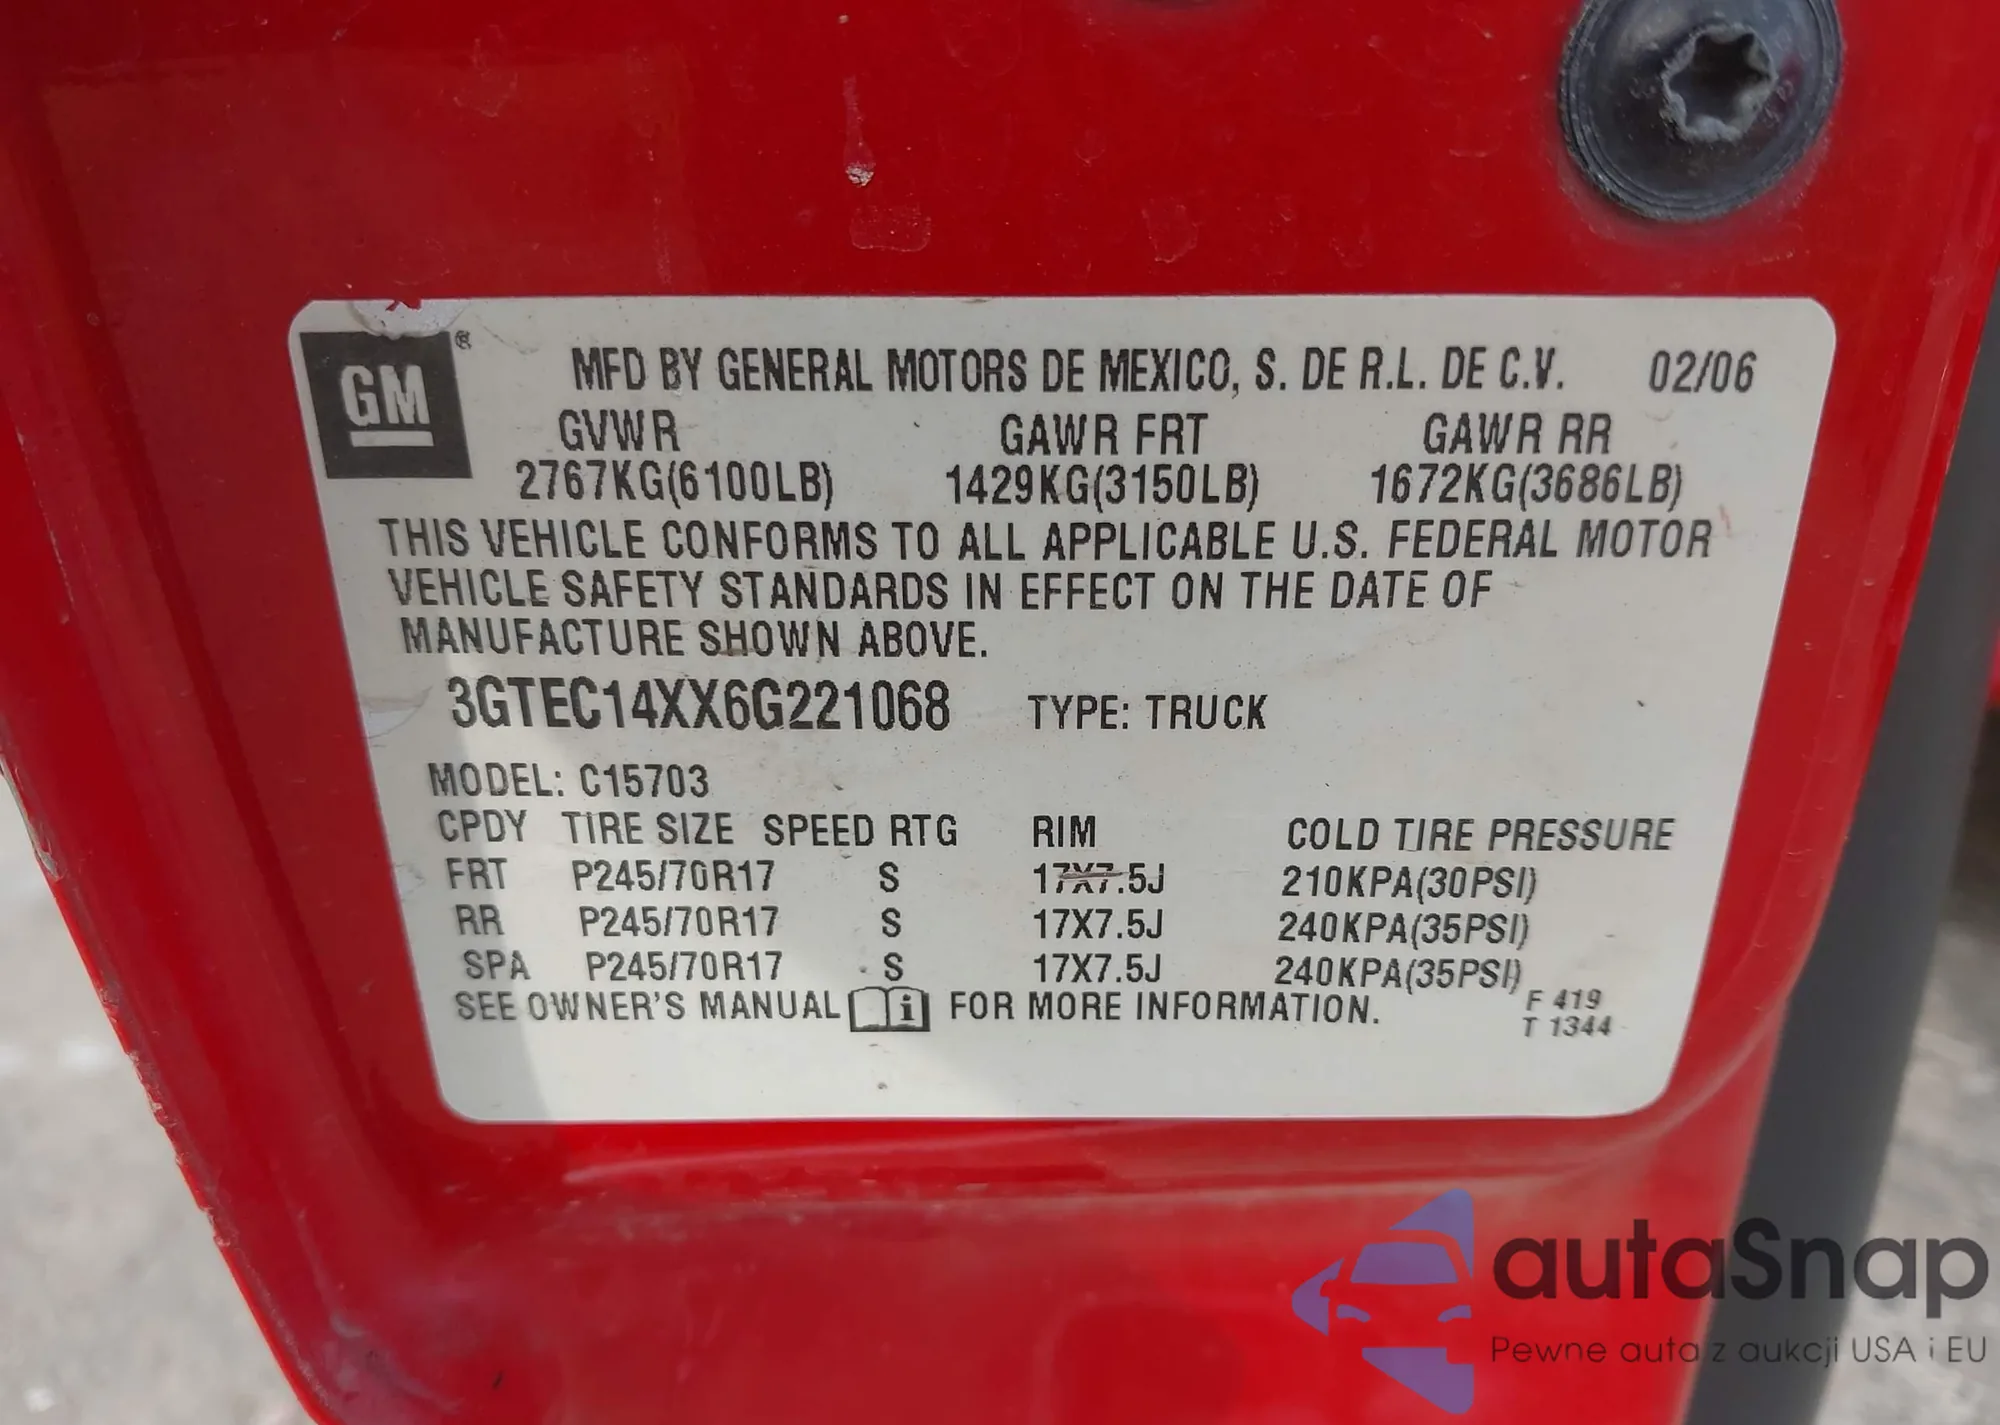 GM ®
MFD BY GENERAL MOTORS DE MEXICO, S. DE R.L. DE C.V. 02/06
GVWR GAWR FRT GAWR RR
2767KG(6100LB) 1429KG(3150LB) 1672KG(3686LB)
THIS VEHICLE CONFORMS TO ALL APPLICABLE U.S. FEDERAL MOTOR
VEHICLE SAFETY STANDARDS IN EFFECT ON THE DATE OF
MANUFACTURE SHOWN ABOVE.
3GTEC14XX6G221068 TYPE: TRUCK
MODEL: C15703
CPDY TIRE SIZE SPEED RTG RIM COLD TIRE PRESSURE
FRT P245/70R17 S 17X7.5J 210KPA(30PSI)
RR P245/70R17 S 17X7.5J 240KPA(35PSI)
SPA P245/70R17 S 17X7.5J 240KPA(35PSI)
SEE OWNER'S MANUAL i FOR MORE INFORMATION. F 419
T 1344
autaSnap
Pewne auta z aukcji USA i EU